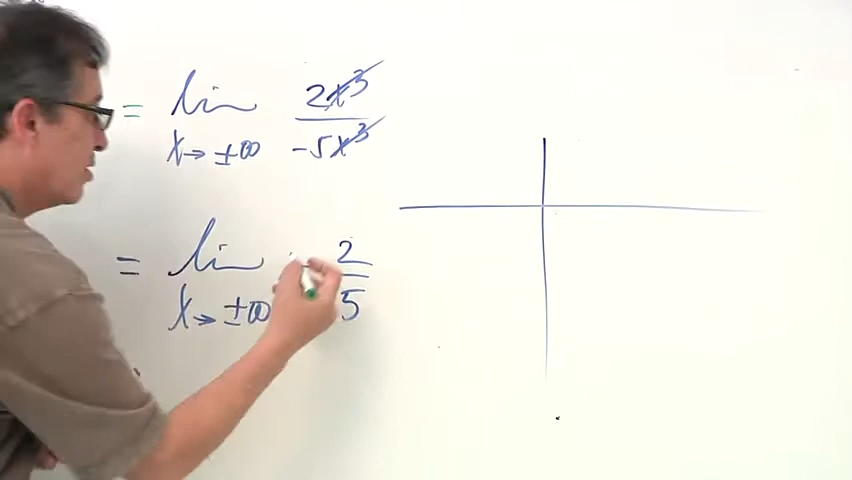 = lim 2x³
x→±∞ -5x³
= lim 2
x→±∞ 5